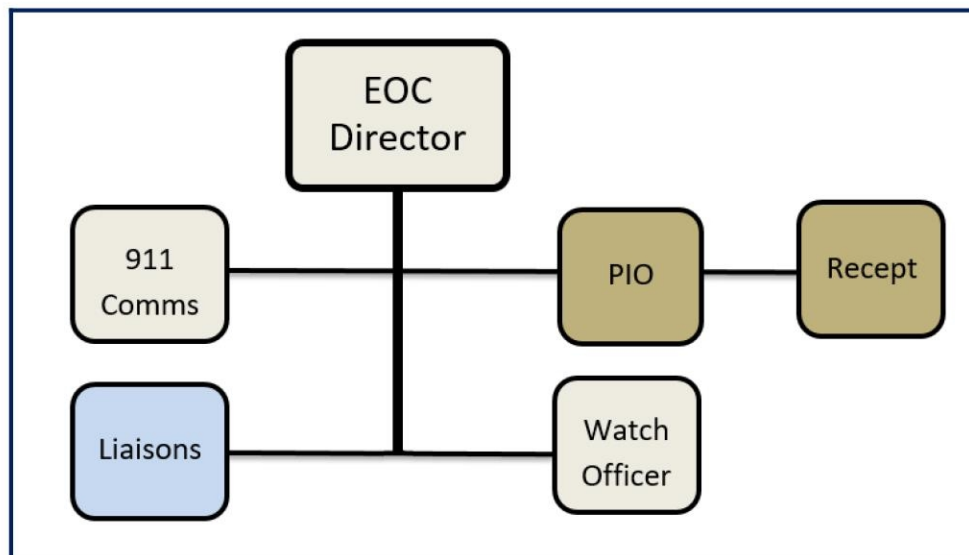 EOC
Director
911
Comms
PIO
Recept
Liaisons
Watch
Officer